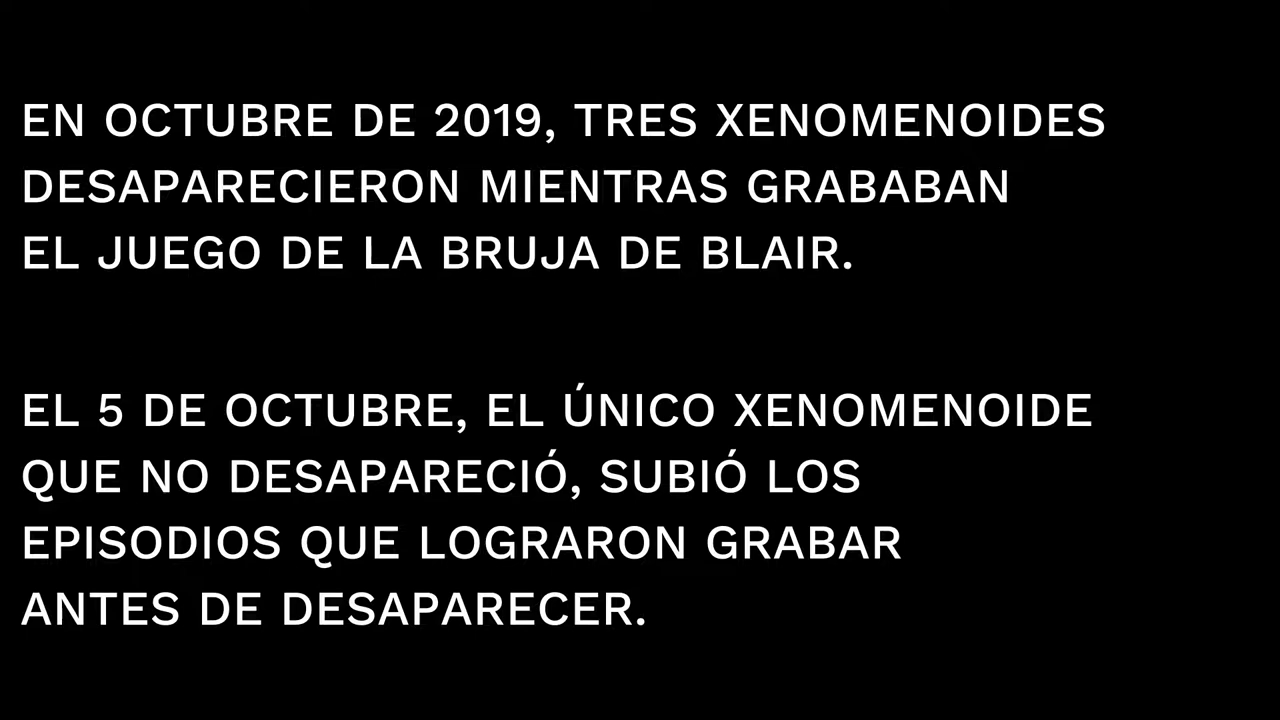 EN OCTUBRE DE 2019, TRES XENOMENOIDES
DESAPARECIERON MIENTRAS GRABABAN
EL JUEGO DE LA BRUJA DE BLAIR.
EL 5 DE OCTUBRE, EL ÚNICO XENOMENOIDE
QUE NO DESAPARECIÓ, SUBIÓ LOS
EPISODIOS QUE LOGRARON GRABAR
ANTES DE DESAPARECER.